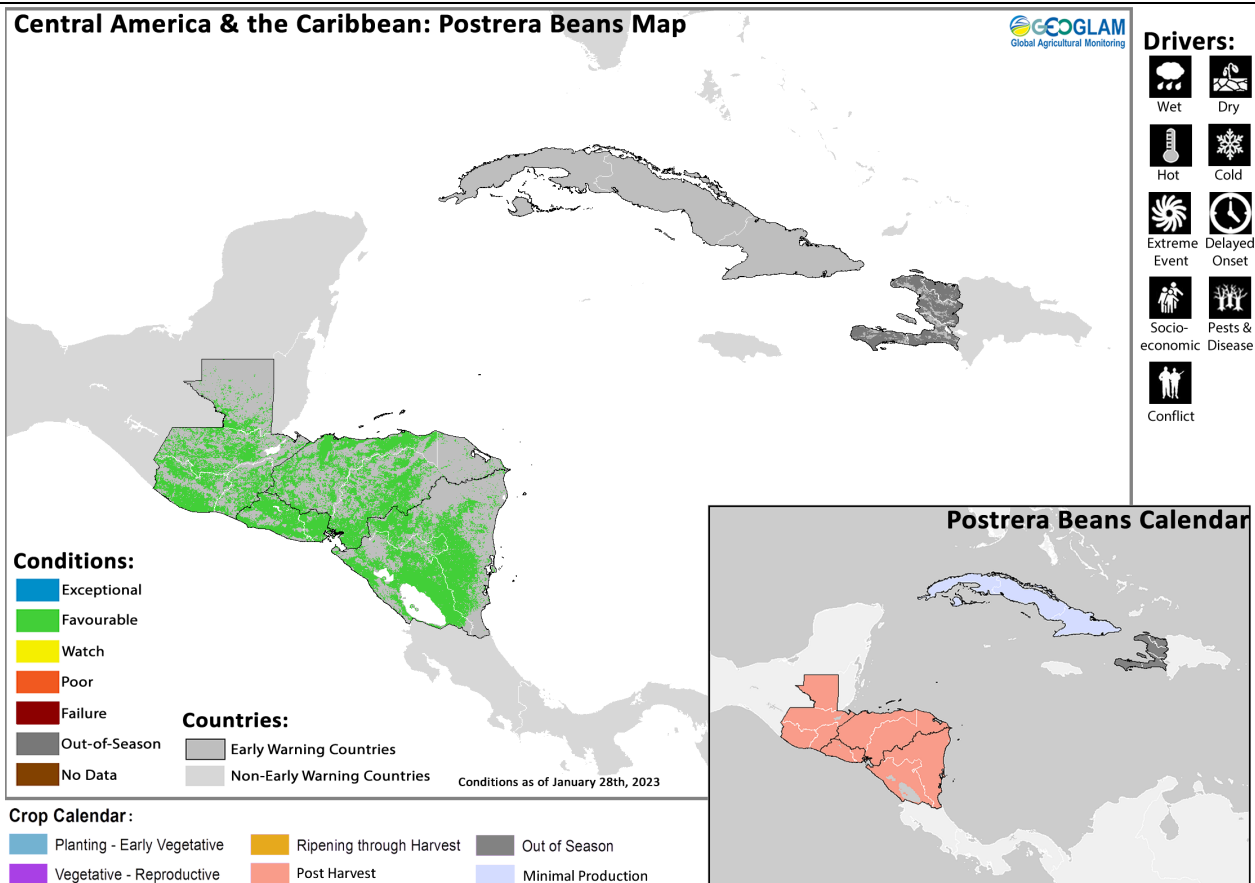 Central America & the Caribbean: Postrera Beans Map
GEOGLAM
Global Agricultural Monitoring
Drivers:
Wet
Dry
Hot
Cold
Extreme
Event
Delayed
Onset
Socio-
economic
Pests &
Disease
Conflict
Conditions:
Exceptional
Favourable
Watch
Poor
Failure
Out-of-Season
No Data
Countries:
Early Warning Countries
Non-Early Warning Countries
Conditions as of January 28th, 2023
Postrera Beans Calendar
Crop Calendar:
Planting - Early Vegetative
Vegetative - Reproductive
Ripening through Harvest
Post Harvest
Out of Season
Minimal Production